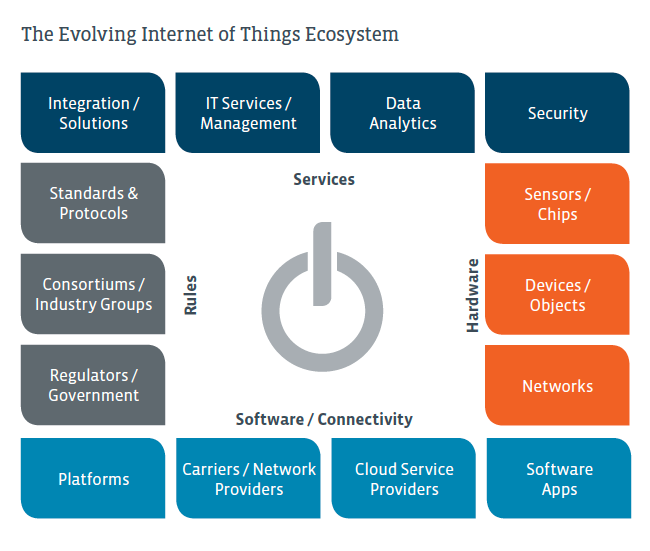 The Evolving Internet of Things Ecosystem
Integration /
Solutions
IT Services /
Management
Data
Analytics
Security
Services
Standards &
Protocols
Sensors /
Chips
Consortiums /
Industry Groups
Rules
Hardware
Devices /
Objects
Regulators /
Government
Networks
Software / Connectivity
Platforms
Carriers / Network
Providers
Cloud Service
Providers
Software
Apps